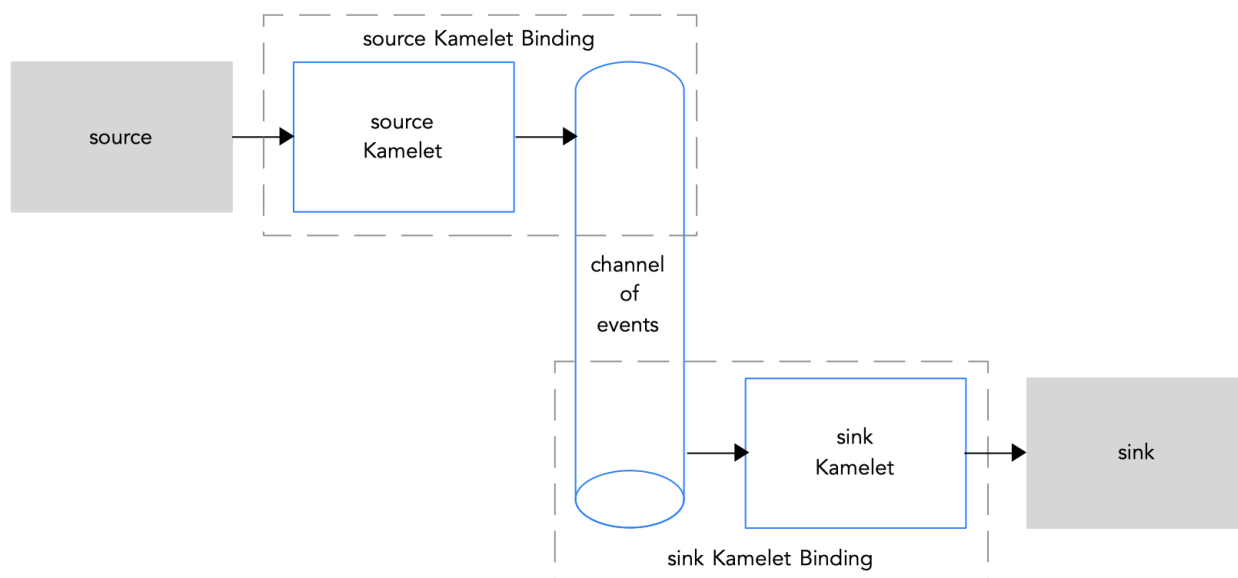 source Kamelet Binding
source
source
Kamelet
channel
of
events
sink
Kamelet
sink
sink Kamelet Binding